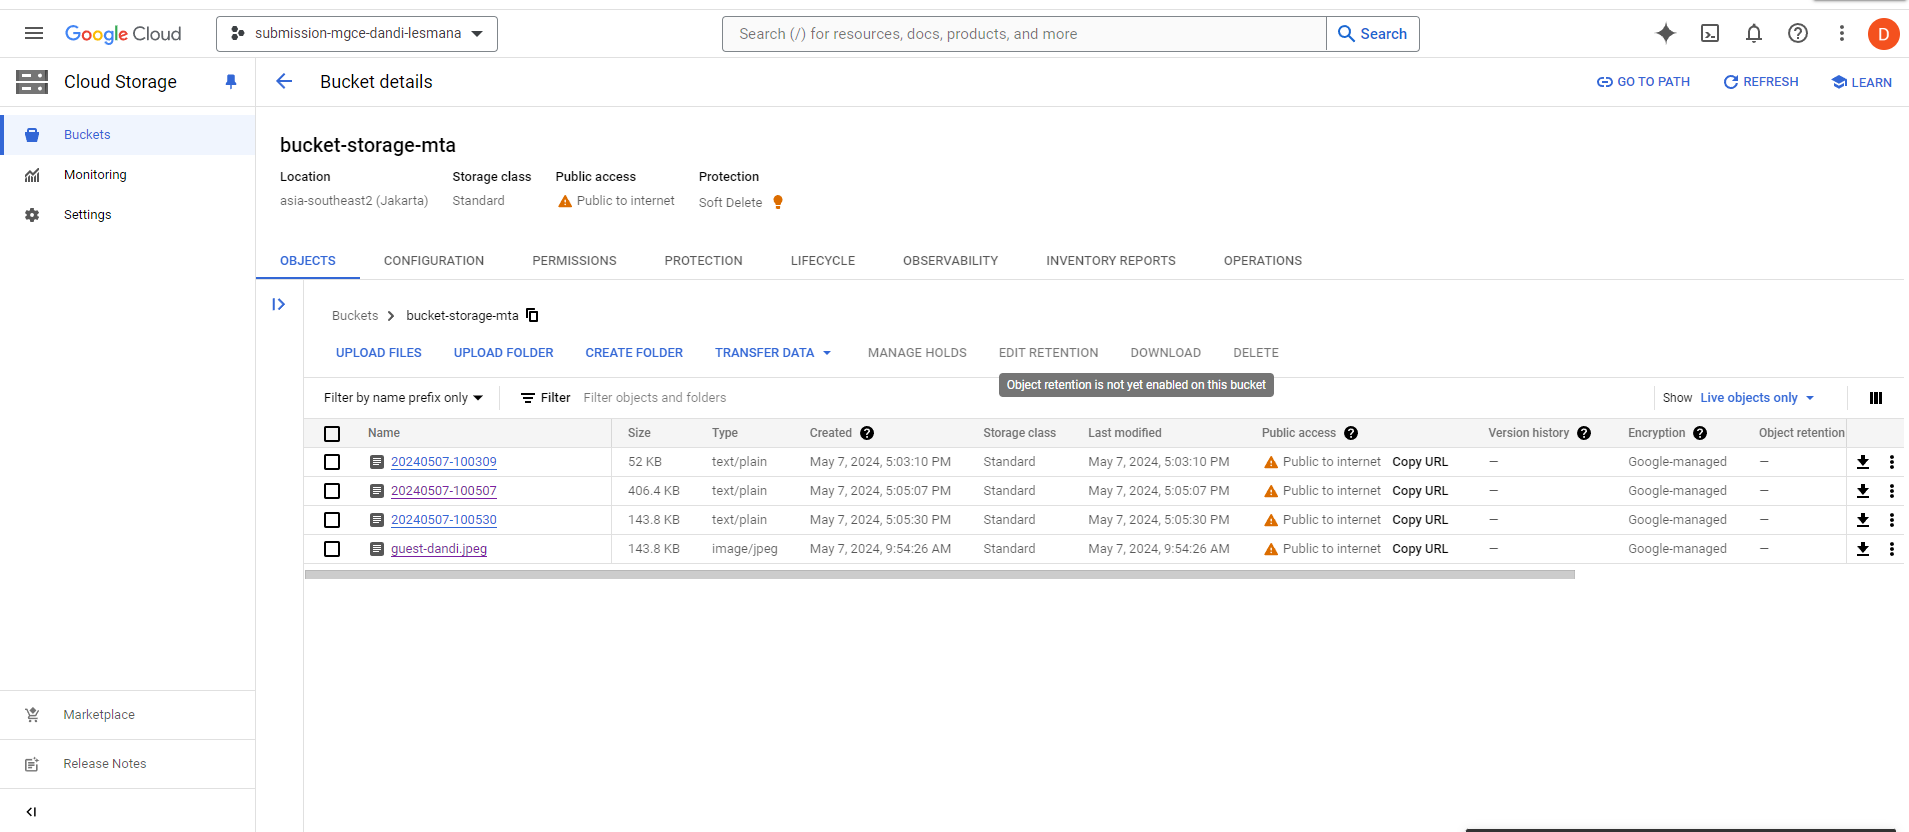 Google Cloud submission-mgce-dandi-lesmana Search (/) for resources, docs, products, and more Search D
Cloud Storage Bucket details GO TO PATH REFRESH LEARN
Buckets
Monitoring
Settings
Marketplace
Release Notes
bucket-storage-mta
Location Storage class Public access Protection
asia-southeast2 (Jakarta) Standard Public to internet Soft Delete
OBJECTS CONFIGURATION PERMISSIONS PROTECTION LIFECYCLE OBSERVABILITY INVENTORY REPORTS OPERATIONS
Buckets bucket-storage-mta
UPLOAD FILES UPLOAD FOLDER CREATE FOLDER TRANSFER DATA MANAGE HOLDS EDIT RETENTION DOWNLOAD DELETE
Object retention is not yet enabled on this bucket
Filter by name prefix only Filter Filter objects and folders Show Live objects only
Name Size Type Created Storage class Last modified Public access Version history Encryption Object retention
20240507-100309 52 KB text/plain May 7, 2024, 5:03:10 PM Standard May 7, 2024, 5:03:10 PM Public to internet Copy URL — Google-managed —
20240507-100507 406.4 KB text/plain May 7, 2024, 5:05:07 PM Standard May 7, 2024, 5:05:07 PM Public to internet Copy URL — Google-managed —
20240507-100530 143.8 KB text/plain May 7, 2024, 5:05:30 PM Standard May 7, 2024, 5:05:30 PM Public to internet Copy URL — Google-managed —
guest-dandi.jpeg 143.8 KB image/jpeg May 7, 2024, 9:54:26 AM Standard May 7, 2024, 9:54:26 AM Public to internet Copy URL — Google-managed —